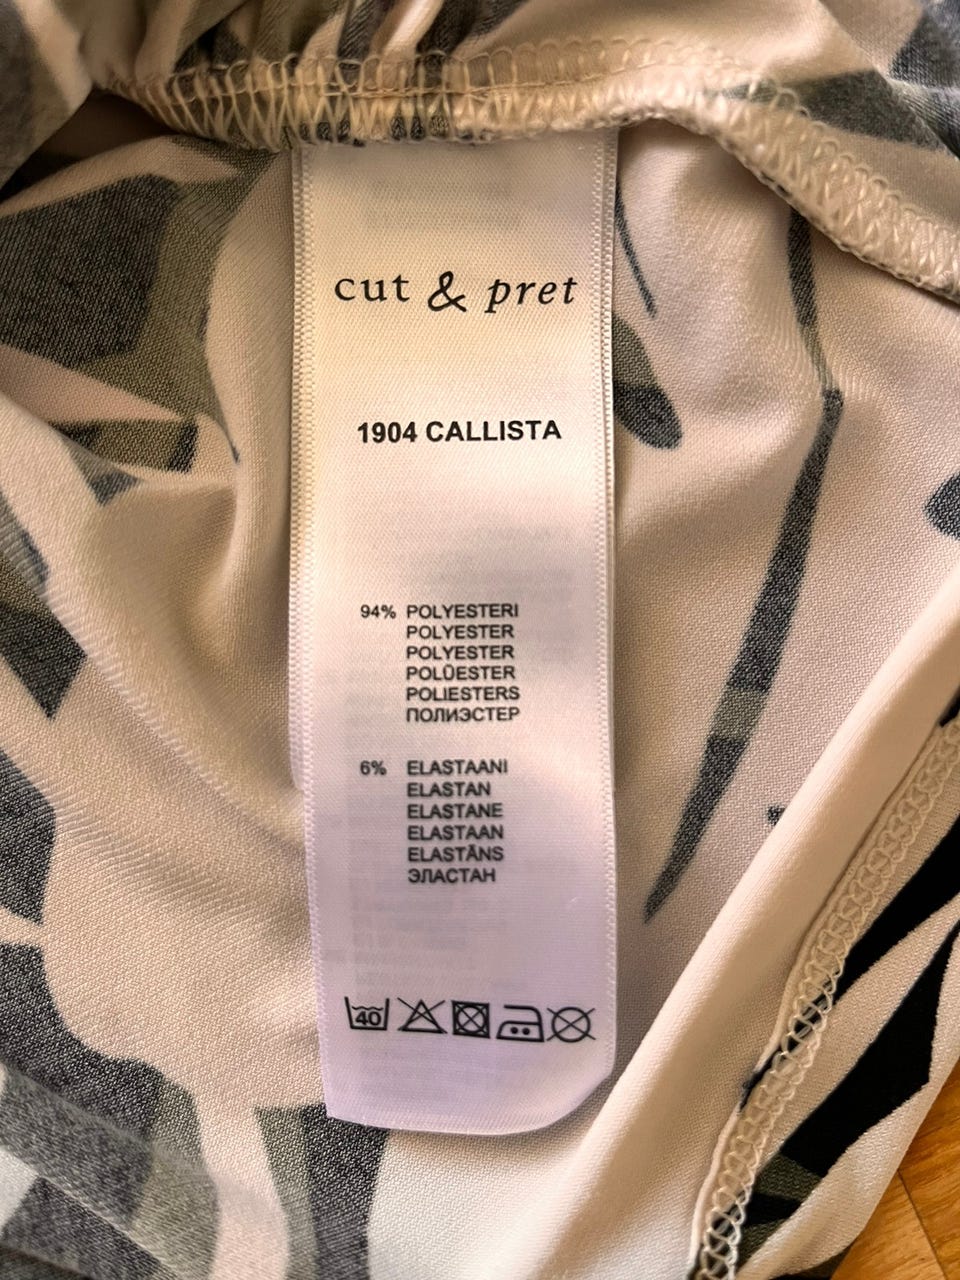 cut & pret
1904 CALLISTA
94% POLYESTERI
POLYESTER
POLYESTER
POLÜESTER
POLIESTERS
ПОЛИЭСТЕР
6% ELASTAANI
ELASTAN
ELASTANE
ELASTAAN
ELASTĀNS
ЭЛАСТАН
40